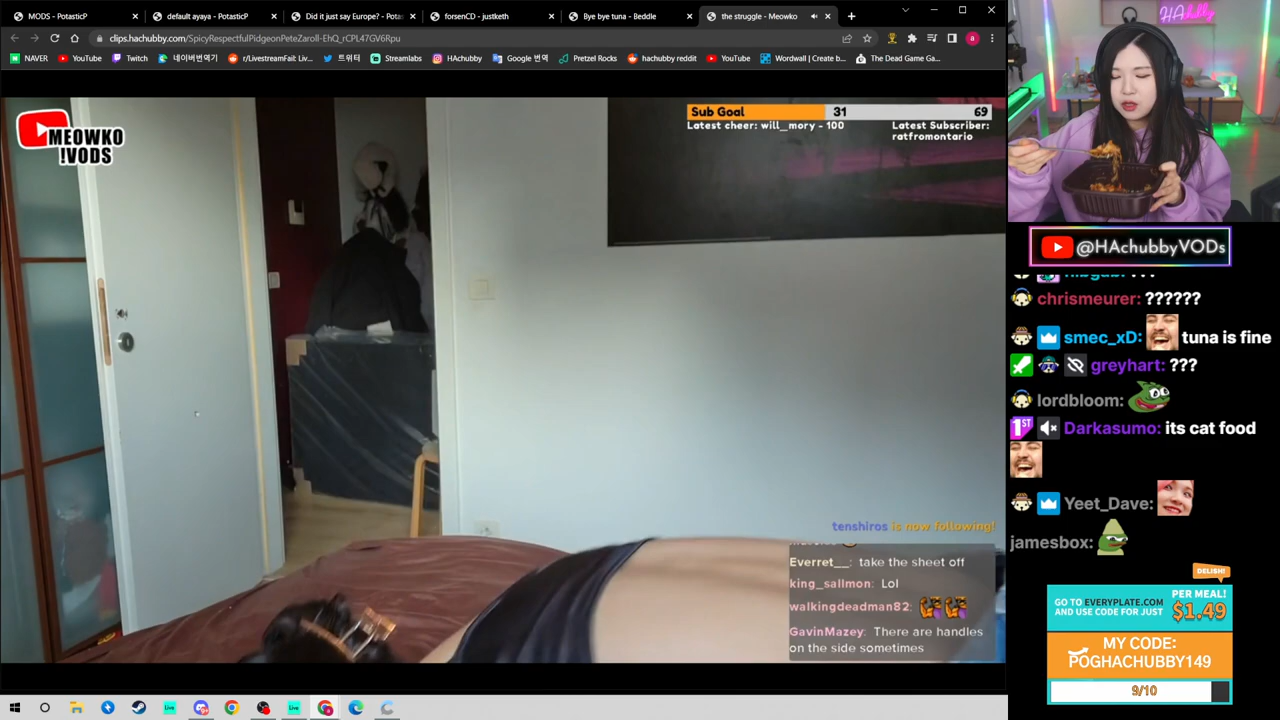 MODS - PotasticP
default ayaya - PotasticP
Did it just say Europe? - Pota
forsenCD - justketh
Bye bye tuna - Beddle
the struggle - Meowko
clips.hachubby.com/SpicyRespectfulPidgeonPeteZaroll-EhQ_rCPL47GV6Rpu
NAVER
YouTube
Twitch
네이버번역기
r/LivestreamFail: Liv...
트위터
Streamlabs
HAchubby
Google 번역
Pretzel Rocks
hachubby reddit
YouTube
Wordwall | Create b...
The Dead Game Ga...
MEOWKO
!VODS
Sub Goal 31 69
Latest cheer: will_mory - 100
Latest Subscriber:
ratfromontario
tenshiros is now following!
Everret__: take the sheet off
king_sallmon: Lol
walkingdeadman82:
GavinMazey: There are handles
on the side sometimes
HAchubby
@HAchubbyVODs
chrismeurer: ??????
smec_xD: tuna is fine
greyhart: ???
lordbloom:
1ST Darkasumo: its cat food
Yeet_Dave:
jamesbox:
DELISH!
GO TO EVERYPLATE.COM
AND USE CODE FOR JUST
PER MEAL!
$1.49
MY CODE:
POGHACHUBBY149
9/10
Live
Live